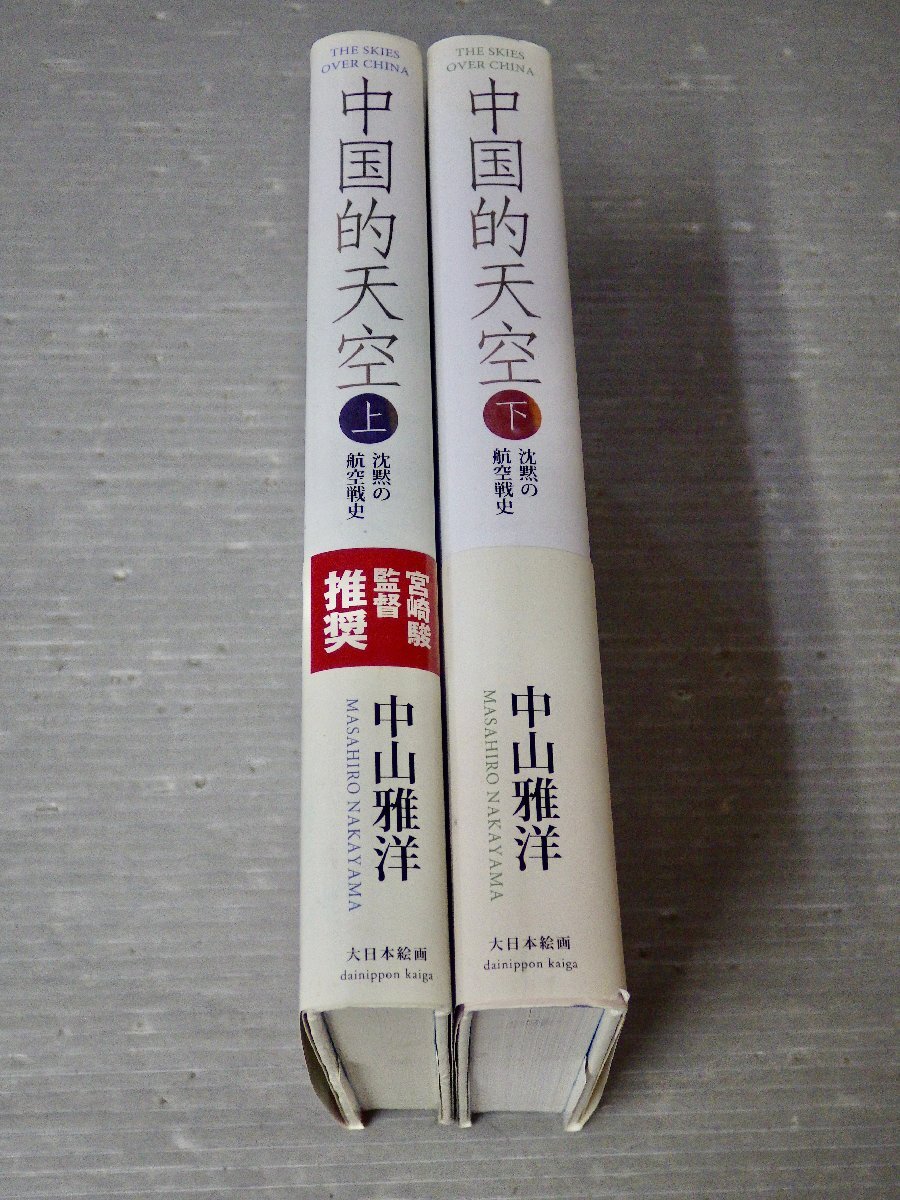 THE SKIES
OVER CHINA
中国的天空
上
沈黙の
航空戦史
宮崎駿
監督
推奨
中山雅洋
MASAHIRO NAKAYAMA
大日本絵画
dainippon kaiga
THE SKIES
OVER CHINA
中国的天空
下
沈黙の
航空戦史
中山雅洋
MASAHIRO NAKAYAMA
大日本絵画
dainippon kaiga